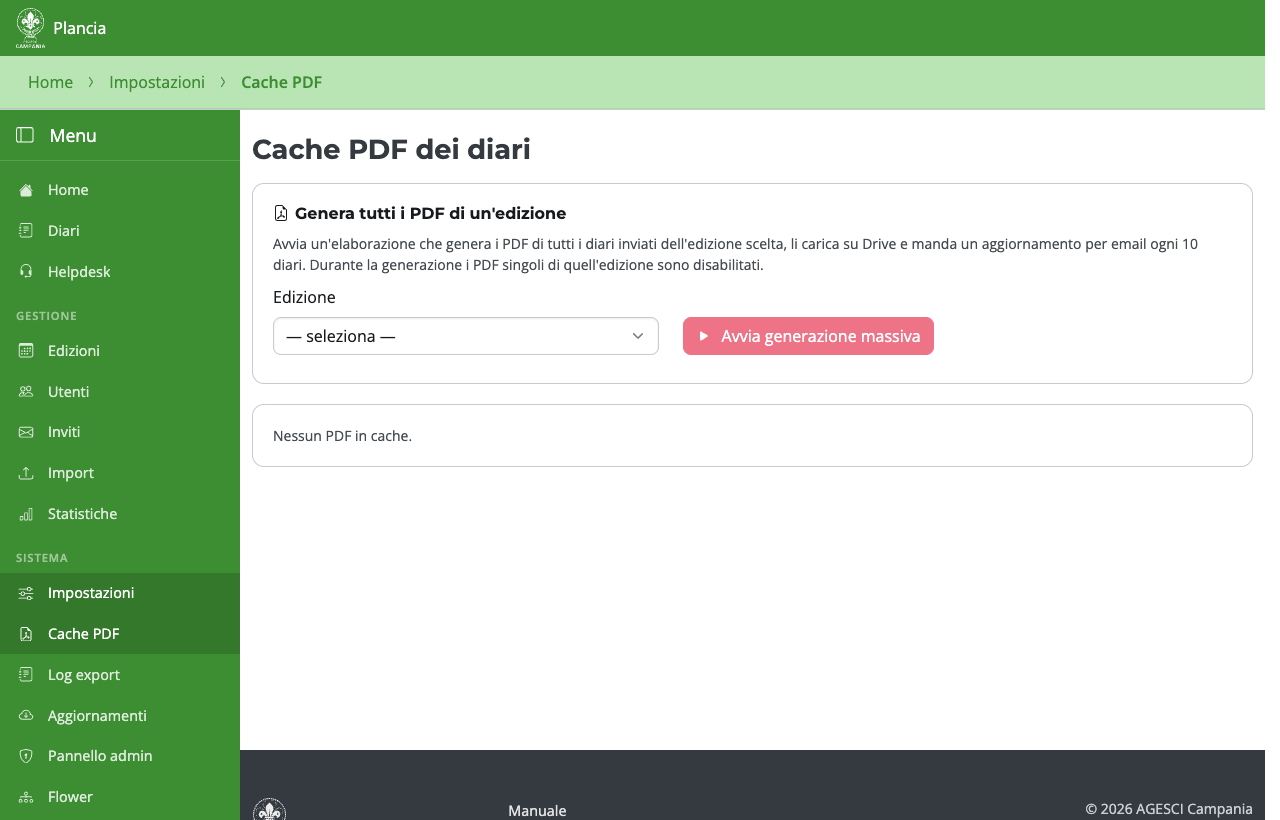 CAMPANIA
Plancia
Home › Impostazioni › Cache PDF
Menu
Home
Diari
Helpdesk
GESTIONE
Edizioni
Utenti
Inviti
Import
Statistiche
SISTEMA
Impostazioni
Cache PDF
Log export
Aggiornamenti
Pannello admin
Flower
Cache PDF dei diari
Genera tutti i PDF di un'edizione
Avvia un'elaborazione che genera i PDF di tutti i diari inviati dell'edizione scelta, li carica su Drive e manda un aggiornamento per email ogni 10
diari. Durante la generazione i PDF singoli di quell'edizione sono disabilitati.
Edizione
— seleziona —
Avvia generazione massiva
Nessun PDF in cache.
Manuale
© 2026 AGESCI Campania